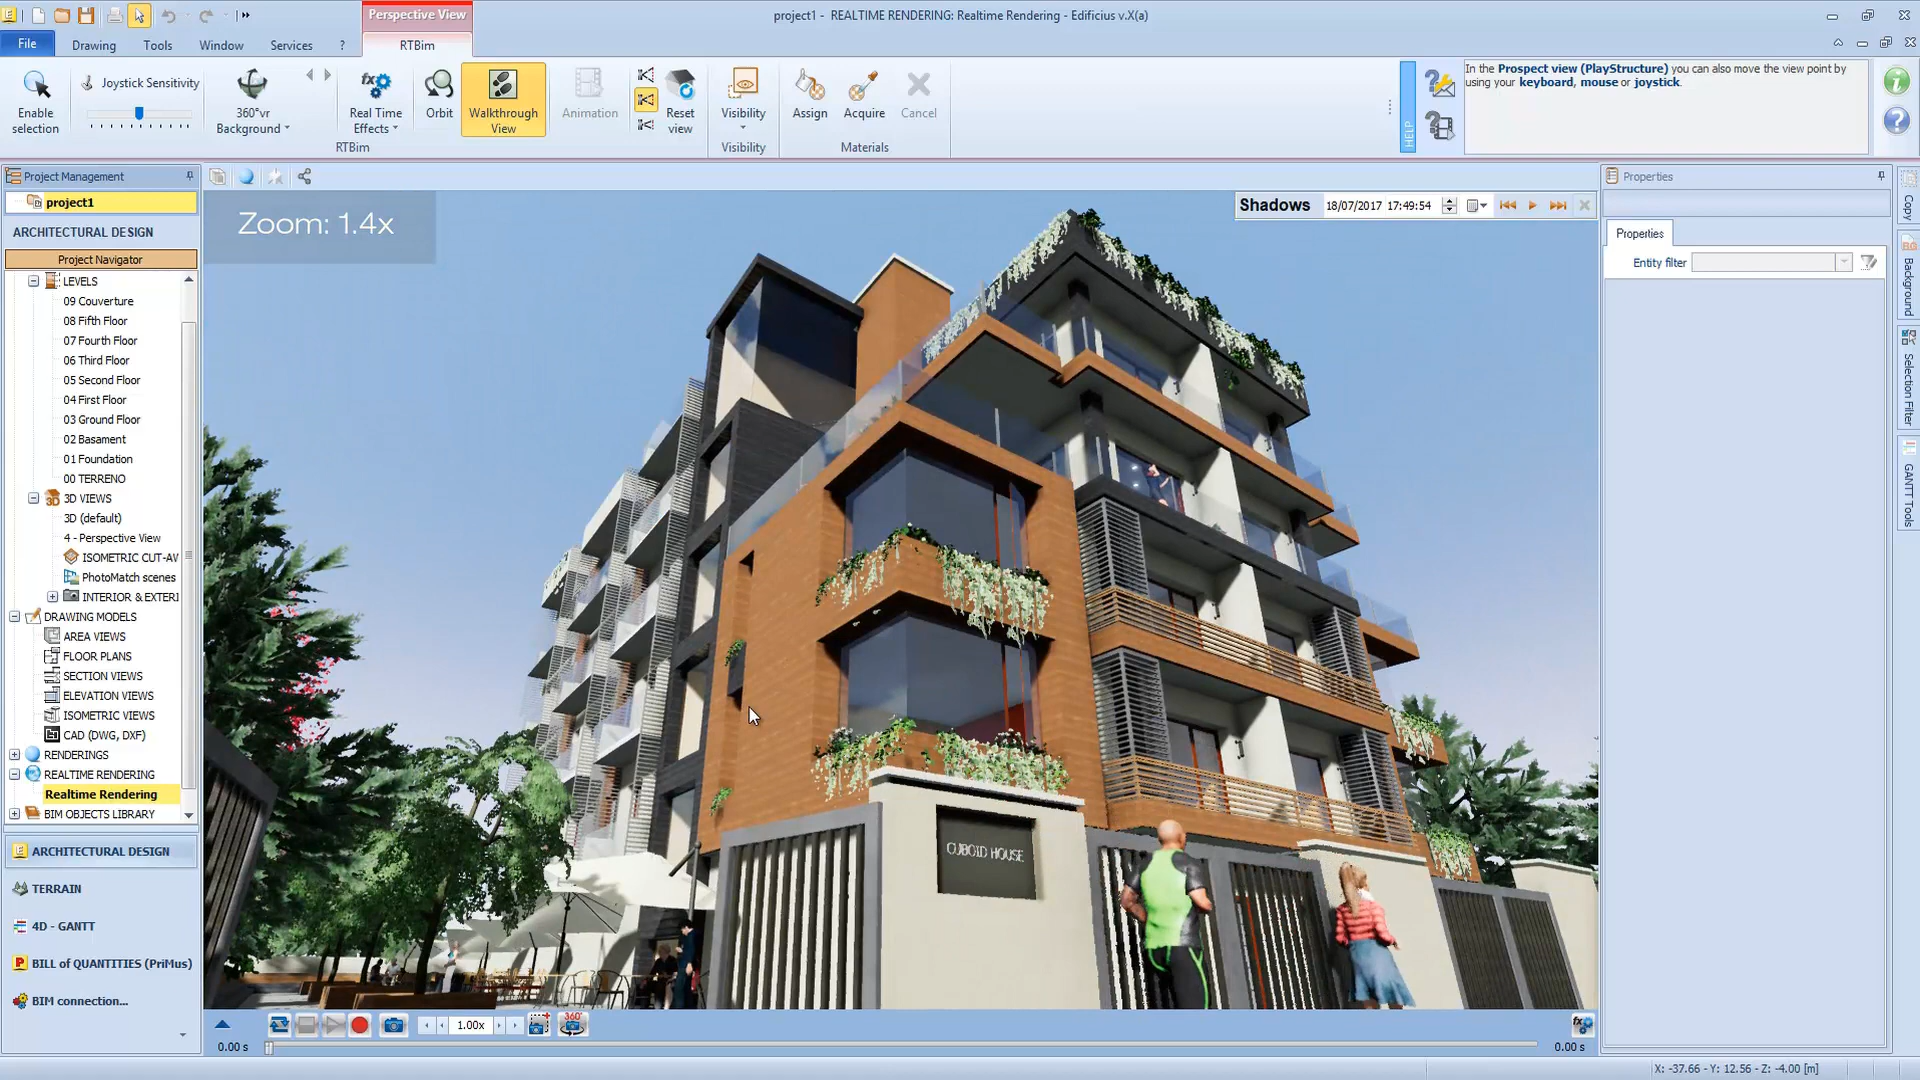 project1 - REALTIME RENDERING: Realtime Rendering - Edificius v.X(a)
Perspective View
File
Drawing
Tools
Window
Services
?
RTBim
Enable selection
Joystick Sensitivity
360°vr Background
Real Time Effects
Orbit
Walkthrough View
Animation
Reset view
Visibility
Assign
Acquire
Cancel
RTBim
Visibility
Materials
HELP
In the Prospect view (PlayStructure) you can also move the view point by
using your keyboard, mouse or joystick.
Project Management
project1
ARCHITECTURAL DESIGN
Project Navigator
LEVELS
09 Couverture
08 Fifth Floor
07 Fourth Floor
06 Third Floor
05 Second Floor
04 First Floor
03 Ground Floor
02 Basament
01 Foundation
00 TERRENO
3D VIEWS
3D (default)
4 - Perspective View
ISOMETRIC CUT-AV
PhotoMatch scenes
INTERIOR & EXTERI
DRAWING MODELS
AREA VIEWS
FLOOR PLANS
SECTION VIEWS
ELEVATION VIEWS
ISOMETRIC VIEWS
CAD (DWG, DXF)
RENDERINGS
REALTIME RENDERING
Realtime Rendering
BIM OBJECTS LIBRARY
ARCHITECTURAL DESIGN
TERRAIN
4D - GANTT
BILL of QUANTITIES (PriMus)
BIM connection...
Zoom: 1.4x
Shadows 18/07/2017 17:49:54
CUBOID HOUSE
1.00x
360°
0.00 s
0.00 s
Properties
Properties
Entity filter
Copy
Background
Selection Filter
GANTT Tools
X: -37.66 - Y: 12.56 - Z: -4.00 [m]